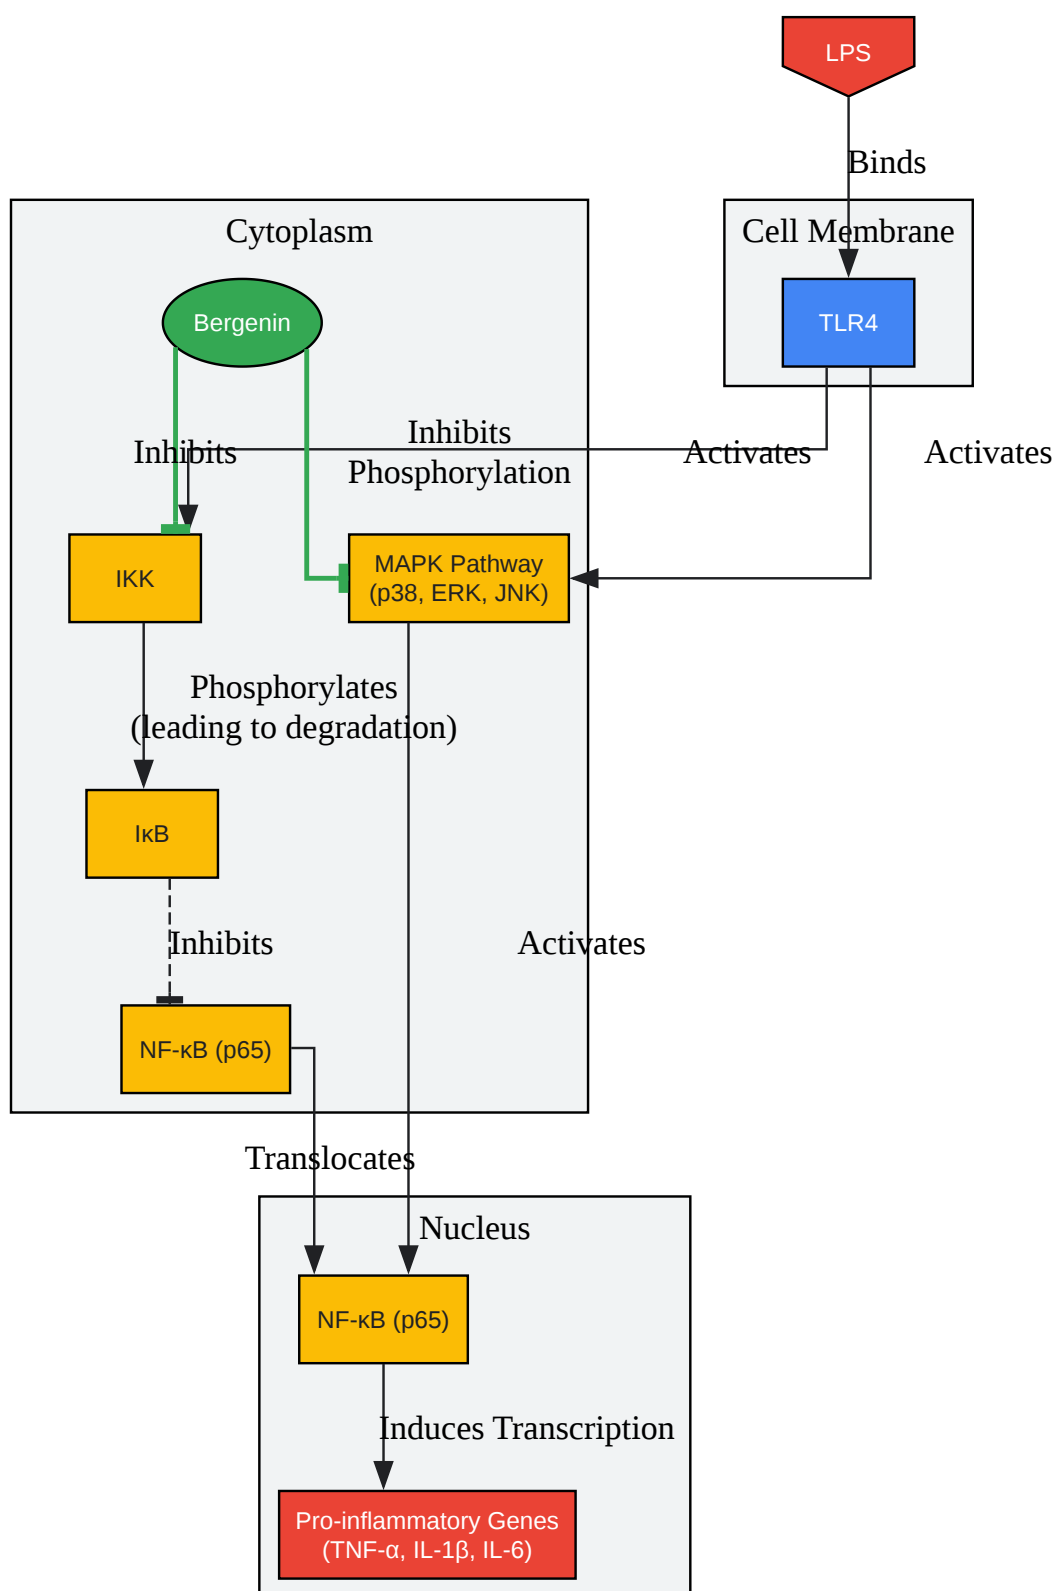 LPS
Binds
Cytoplasm
Cell Membrane
Bergenin
TLR4
Inhibits
Inhibits
Phosphorylation
Activates
Activates
IKK
MAPK Pathway
(p38, ERK, JNK)
Phosphorylates
(leading to degradation)
IκB
Inhibits
Activates
NF-κB (p65)
Translocates
Nucleus
NF-κB (p65)
Induces Transcription
Pro-inflammatory Genes
(TNF-α, IL-1β, IL-6)